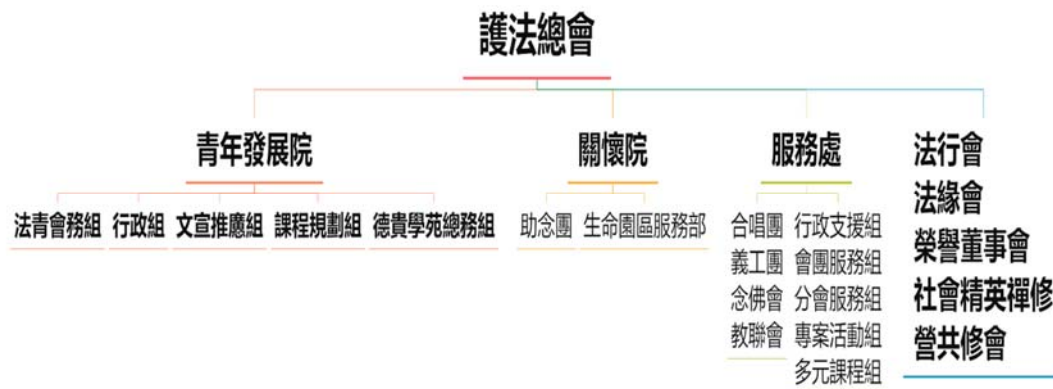 護法總會
青年發展院
法青會務組 行政組 文宣推廣組 課程規劃組 德貴學苑總務組
關懷院
助念團 生命園區服務部
服務處
合唱團 行政支援組
義工團 會團服務組
念佛會 分會服務組
教聯會 專案活動組
多元課程組
法行會
法緣會
榮譽董事會
社會精英禪修
營共修會